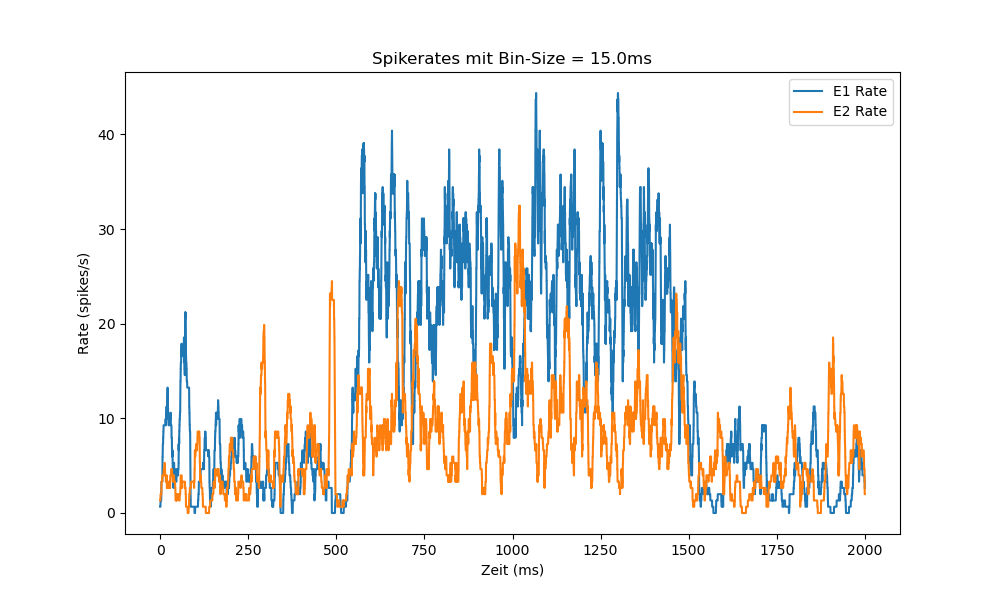 Spikerates mit Bin-Size = 15.0ms
E1 Rate
E2 Rate
Rate (spikes/s)
40
30
20
10
0
0 250 500 750 1000 1250 1500 1750 2000
Zeit (ms)